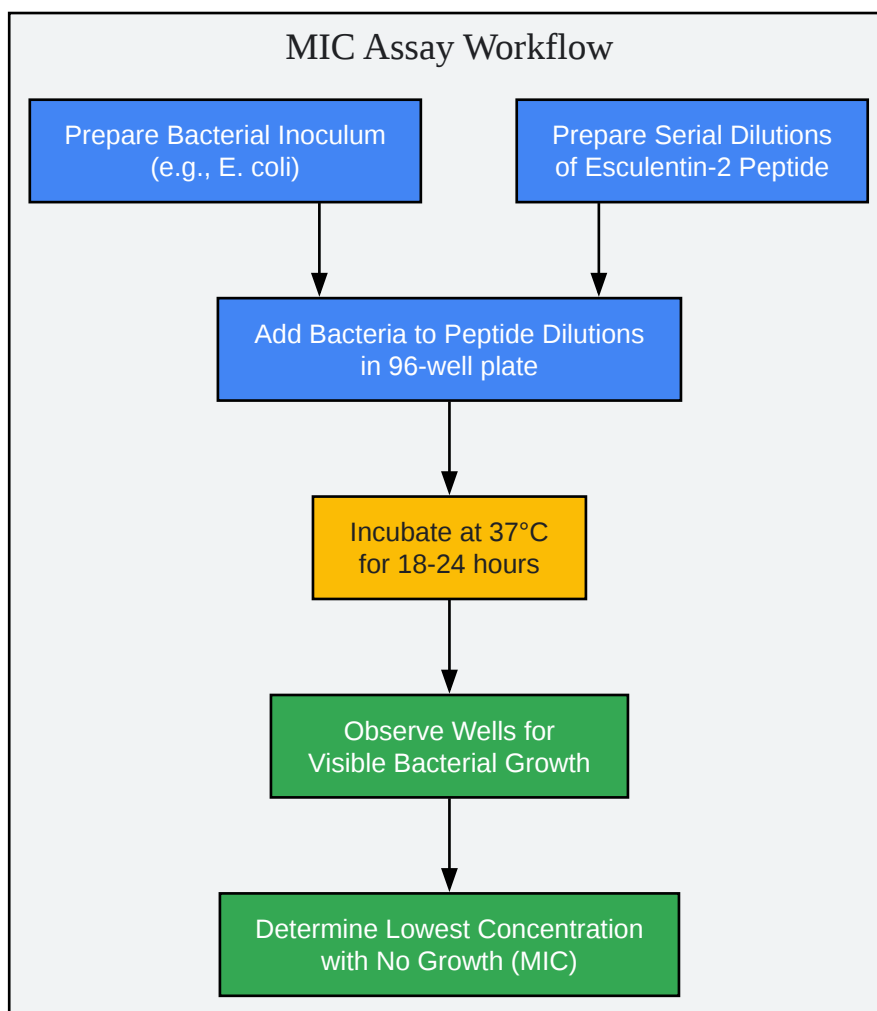 MIC Assay Workflow
Prepare Bacterial Inoculum
(e.g., E. coli)
Prepare Serial Dilutions
of Esculentin-2 Peptide
Add Bacteria to Peptide Dilutions
in 96-well plate
Incubate at 37°C
for 18-24 hours
Observe Wells for
Visible Bacterial Growth
Determine Lowest Concentration
with No Growth (MIC)